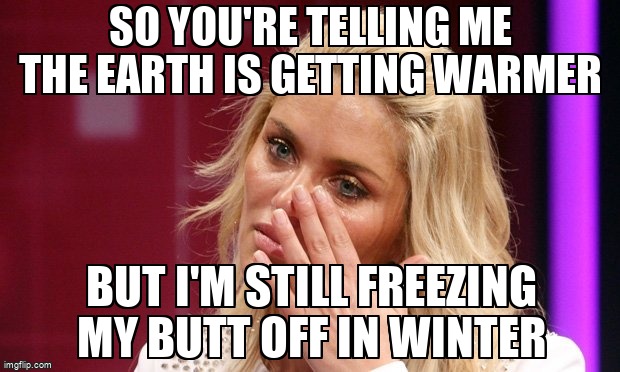 SO YOU'RE TELLING ME
THE EARTH IS GETTING WARMER
BUT I'M STILL FREEZING
MY BUTT OFF IN WINTER
imgflip.com